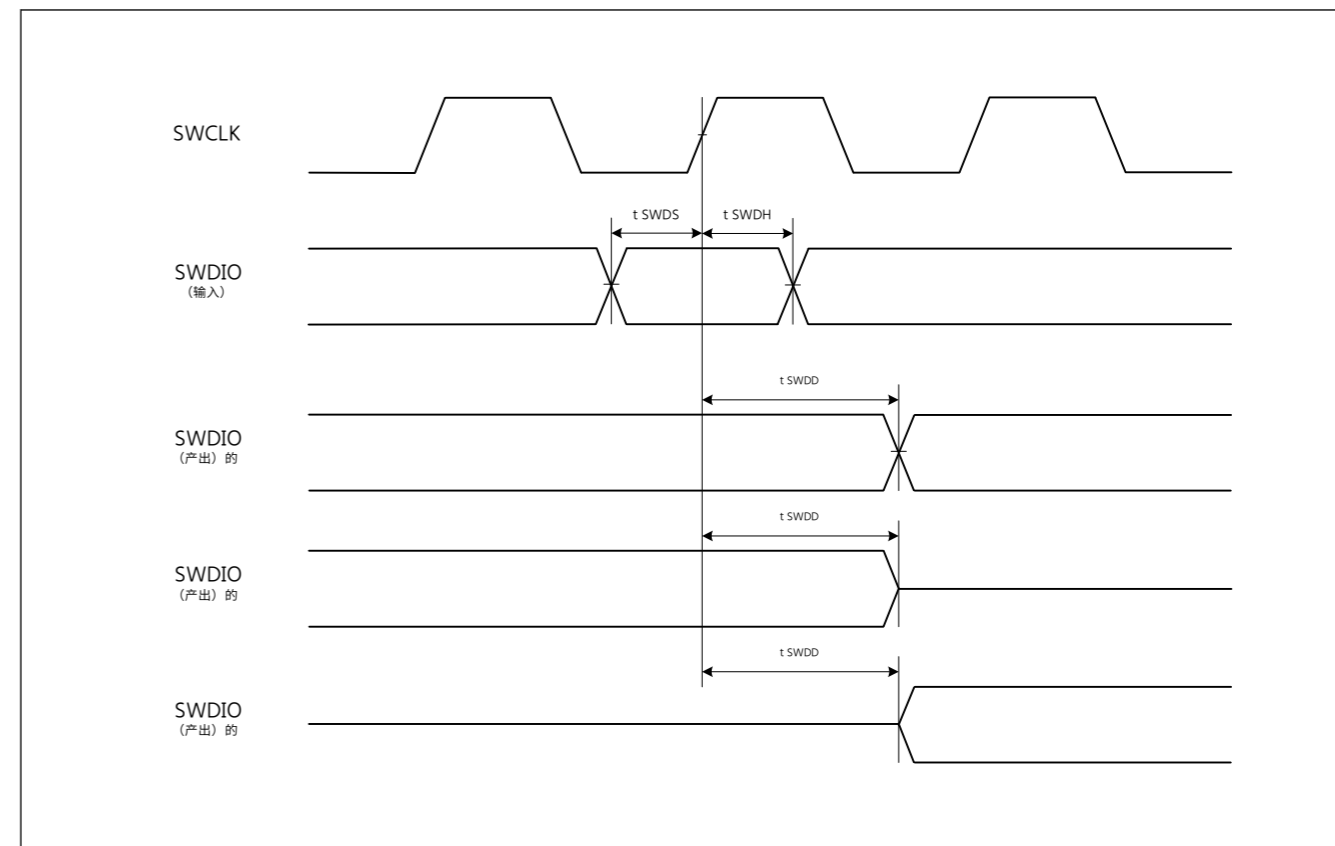 SWCLK
t SWDS
t SWDH
SWDIO
（输入）
t SWDD
SWDIO
（产出）的
t SWDD
SWDIO
（产出）的
t SWDD
SWDIO
（产出）的